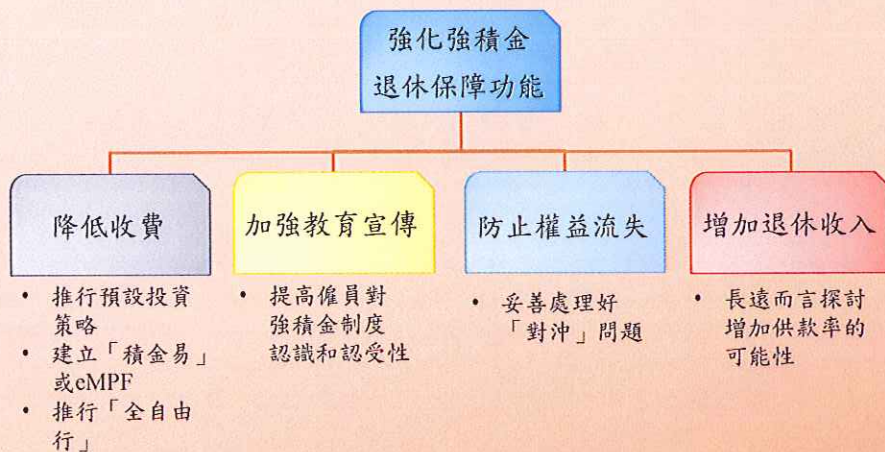 強化強積金
退休保障功能
降低收費
加強教育宣傳
防止權益流失
增加退休收入
• 推行預設投資
策略
• 建立「積金易」
或eMPF
• 推行「全自由
行」
• 提高僱員對
強積金制度
認識和認受性
• 妥善處理好
「對沖」問題
• 長遠而言探討
增加供款率的
可能性